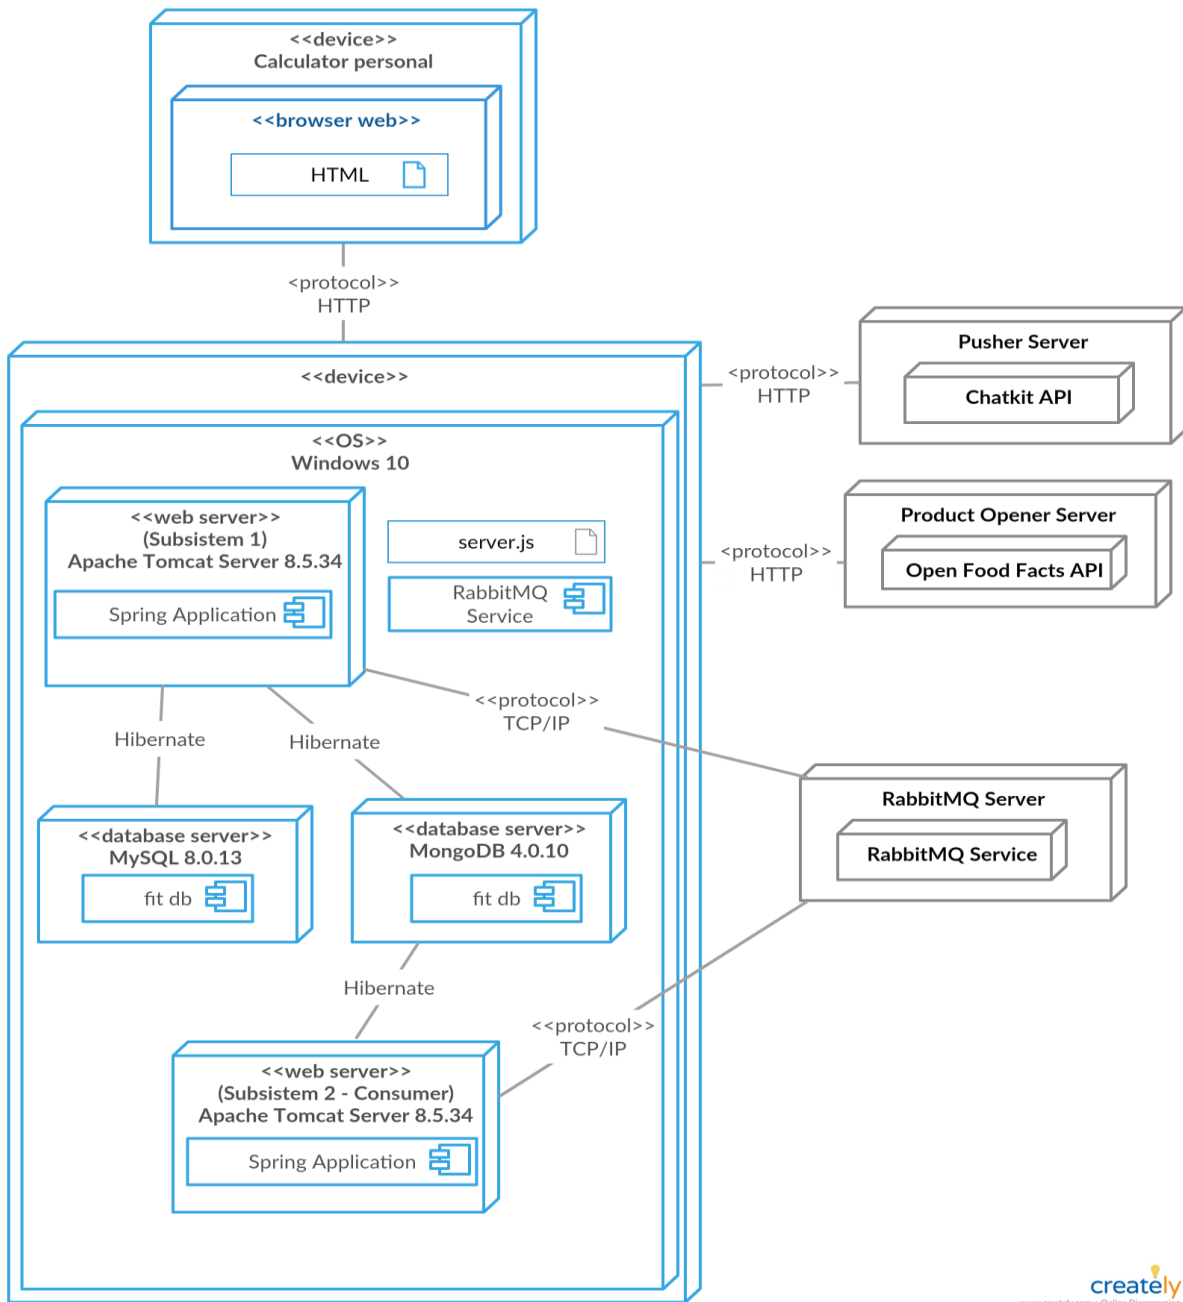 <<device>>
Calculator personal
<<browser web>>
HTML
<protocol>>
HTTP
<<device>>
<<OS>>
Windows 10
<<web server>>
(Subsistem 1)
Apache Tomcat Server 8.5.34
Spring Application
server.js
RabbitMQ
Service
<protocol>>
HTTP
Pusher Server
Chatkit API
<protocol>>
HTTP
Product Opener Server
Open Food Facts API
<<protocol>>
TCP/IP
Hibernate
Hibernate
RabbitMQ Server
RabbitMQ Service
<<database server>>
MySQL 8.0.13
fit db
<<database server>>
MongoDB 4.0.10
fit db
Hibernate
<<protocol>>
TCP/IP
<<web server>>
(Subsistem 2 - Consumer)
Apache Tomcat Server 8.5.34
Spring Application
creately